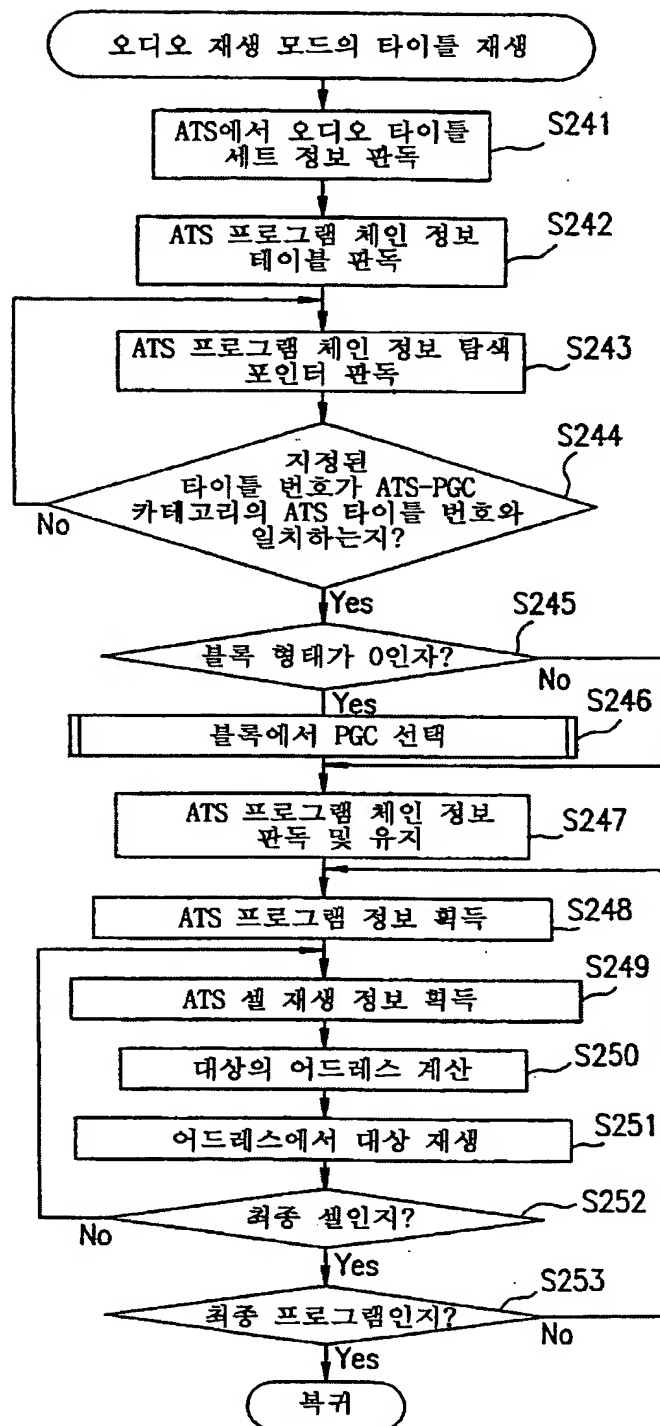 오디오 재생 모드의 타이틀 재생
ATS에서 오디오 타이틀
세트 정보 판독
S241
ATS 프로그램 체인 정보
테이블 판독
S242
ATS 프로그램 체인 정보 탐색
포인터 판독
S243
지정된
타이틀 번호가 ATS-PGC
카테고리의 ATS 타이틀 번호와
일치하는지?
S244
No
Yes
블록 형태가 0인자?
S245
No
Yes
블록에서 PGC 선택
S246
ATS 프로그램 체인 정보
판독 및 유지
S247
ATS 프로그램 정보 획득
S248
ATS 셀 재생 정보 획득
S249
대상의 어드레스 계산
S250
어드레스에서 대상 재생
S251
최종 셀인지?
S252
No
Yes
최종 프로그램인지?
S253
No
Yes
복귀